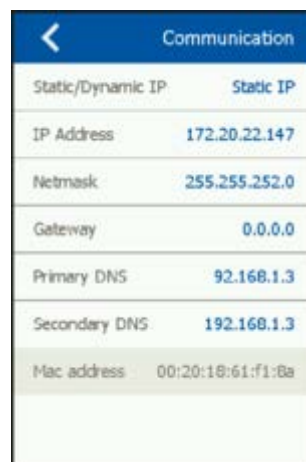 Communication
Static/Dynamic IP Static IP
IP Address 172.20.22.147
Netmask 255.255.252.0
Gateway 0.0.0.0
Primary DNS 92.168.1.3
Secondary DNS 192.168.1.3
Mac address 00:20:18:61:f1:8a